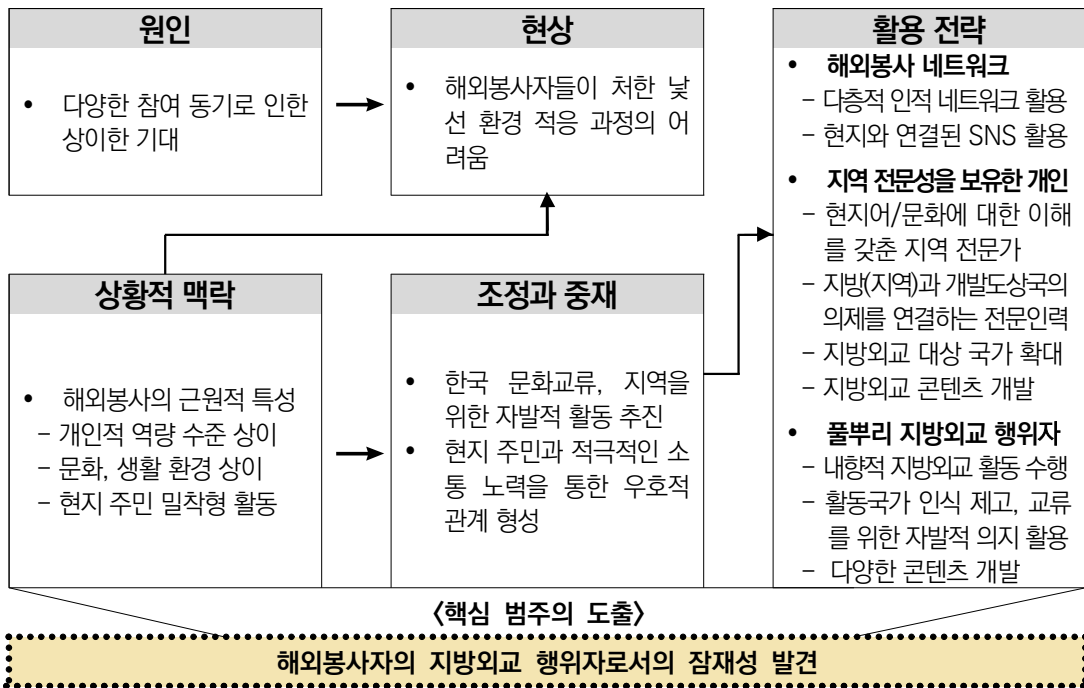 원인
• 다양한 참여 동기로 인한
상이한 기대
현상
• 해외봉사자들이 처한 낯
선 환경 적응 과정의 어
려움
상황적 맥락
• 해외봉사의 근원적 특성
– 개인적 역량 수준 상이
– 문화, 생활 환경 상이
– 현지 주민 밀착형 활동
조정과 중재
• 한국 문화교류, 지역을
위한 자발적 활동 추진
• 현지 주민과 적극적인 소
통 노력을 통한 우호적
관계 형성
활용 전략
• 해외봉사 네트워크
– 다층적 인적 네트워크 활용
– 현지와 연결된 SNS 활용
• 지역 전문성을 보유한 개인
– 현지어/문화에 대한 이해
를 갖춘 지역 전문가
– 지방(지역)과 개발도상국의
의제를 연결하는 전문인력
– 지방외교 대상 국가 확대
– 지방외교 콘텐츠 개발
• 풀뿌리 지방외교 행위자
– 내향적 지방외교 활동 수행
– 활동국가 인식 제고, 교류
를 위한 자발적 의지 활용
– 다양한 콘텐츠 개발
〈핵심 범주의 도출〉
해외봉사자의 지방외교 행위자로서의 잠재성 발견